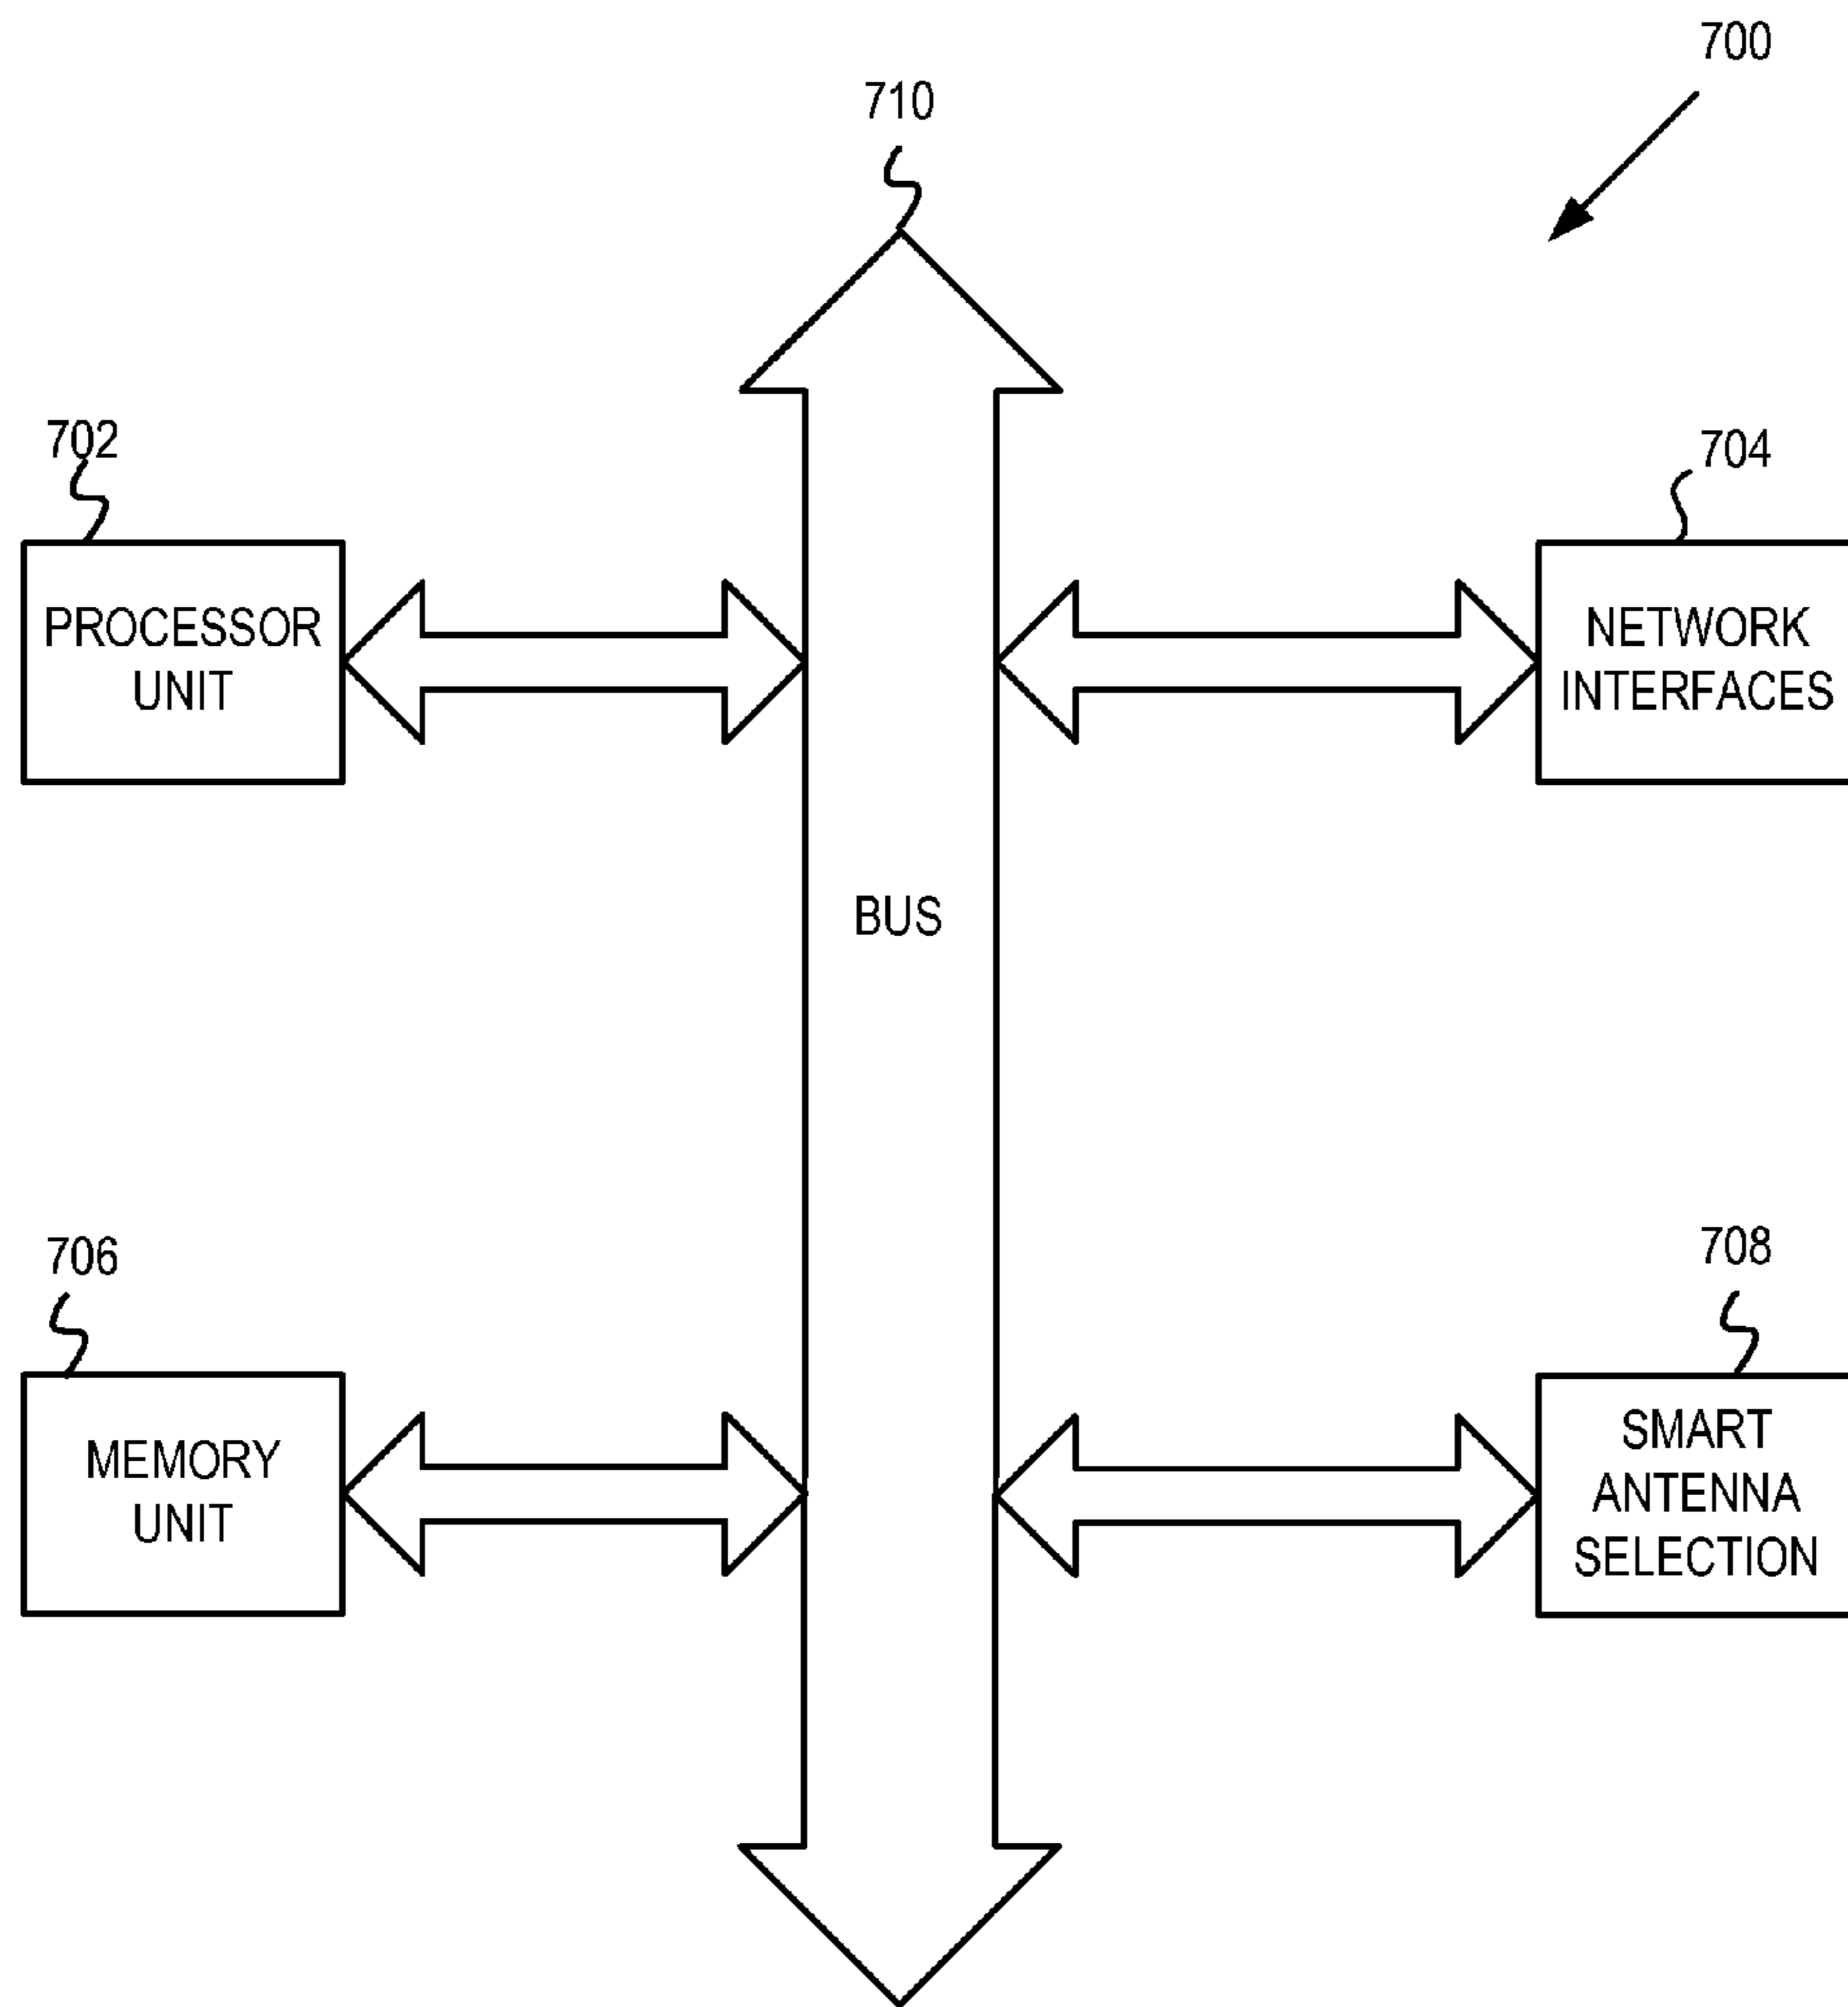 700
710
702
704
PROCESSOR
UNIT
NETWORK
INTERFACES
BUS
706
708
MEMORY
UNIT
SMART
ANTENNA
SELECTION